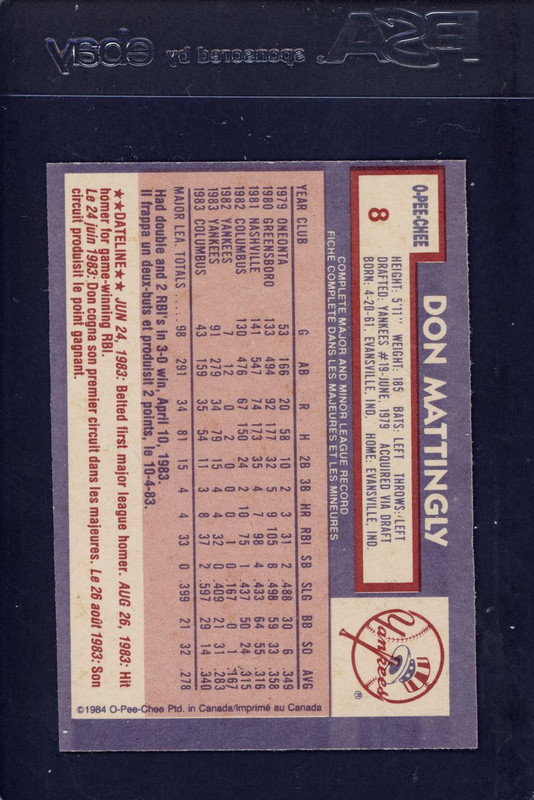 O-PEE-CHEE
8
DON MATTINGLY
HEIGHT: 5'11" WEIGHT: 185 BATS: LEFT THROWS: LEFT
DRAFTED: YANKEES #19-JUNE, 1979 ACQUIRED VIA DRAFT
BORN: 4-20-61, EVANSVILLE, IND. HOME: EVANSVILLE, IND.
Yankees
®
COMPLETE MAJOR AND MINOR LEAGUE RECORD
FICHE COMPLETE DANS LES MAJEURES ET LES MINEURES
YEAR CLUB G AB R H 2B 3B HR RBI SB SLG BB SO AVG
1979 ONEONTA 53 166 20 58 10 2 3 31 2 .488 30 6 .349
1980 GREENSBORO 133 494 92 177 32 5 9 105 8 .498 59 33 .358
1981 NASHVILLE 141 547 74 173 35 4 7 98 4 .433 64 55 .316
1982 COLUMBUS 130 476 67 150 24 2 10 75 1 .437 50 24 .315
1982 YANKEES 7 12 0 2 0 0 0 1 0 .167 0 1 .167
1983 YANKEES 91 279 34 79 15 4 4 32 0 .409 21 31 .283
1983 COLUMBUS 43 159 35 54 11 3 8 37 2 .597 29 14 .340
MAJOR LEA. TOTALS ..... 98 291 34 81 15 4 4 33 0 .399 21 32 .278
Had double and 2 RBI's in 3-0 win, April 10, 1983.
Il frappa un deux-buts et produisit 2 points, le 10-4-83.
★★DATELINE★★ JUN 24, 1983: Belted first major league homer. AUG 26, 1983: Hit
homer for game-winning RBI.
Le 24 juin 1983: Don cogna son premier circuit dans les majeures. Le 26 août 1983: Son
circuit produisit le point gagnant.
©1984 O-Pee-Chee Ptd. in Canada/Imprimé au Canada
PSA
sponsored by ebay